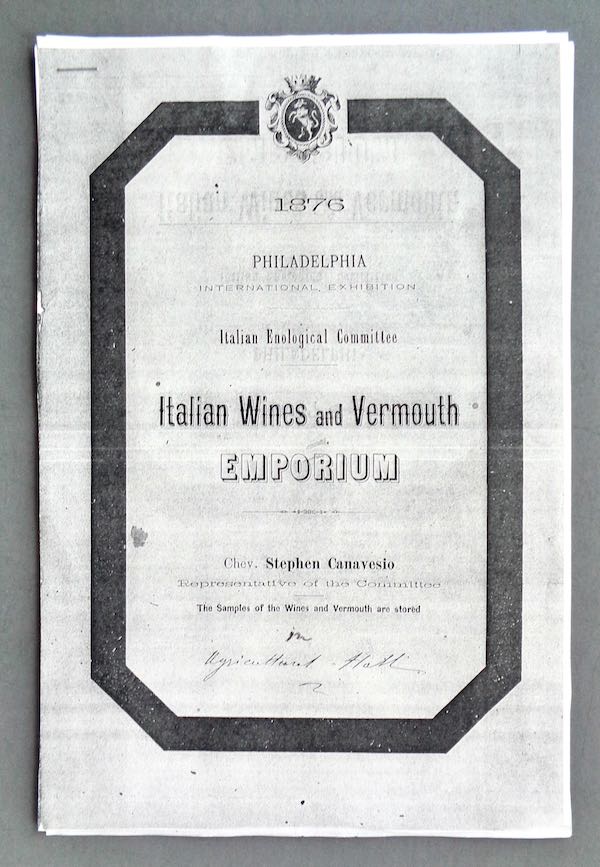 1876
PHILADELPHIA
INTERNATIONAL EXHIBITION
Italian Enological Committee
Italian Wines and Vermouth
EMPORIUM
Chev. Stephen Canavesio
Representative of the Committee
The Samples of the Wines and Vermouth are stored
in
Agricultural Hall